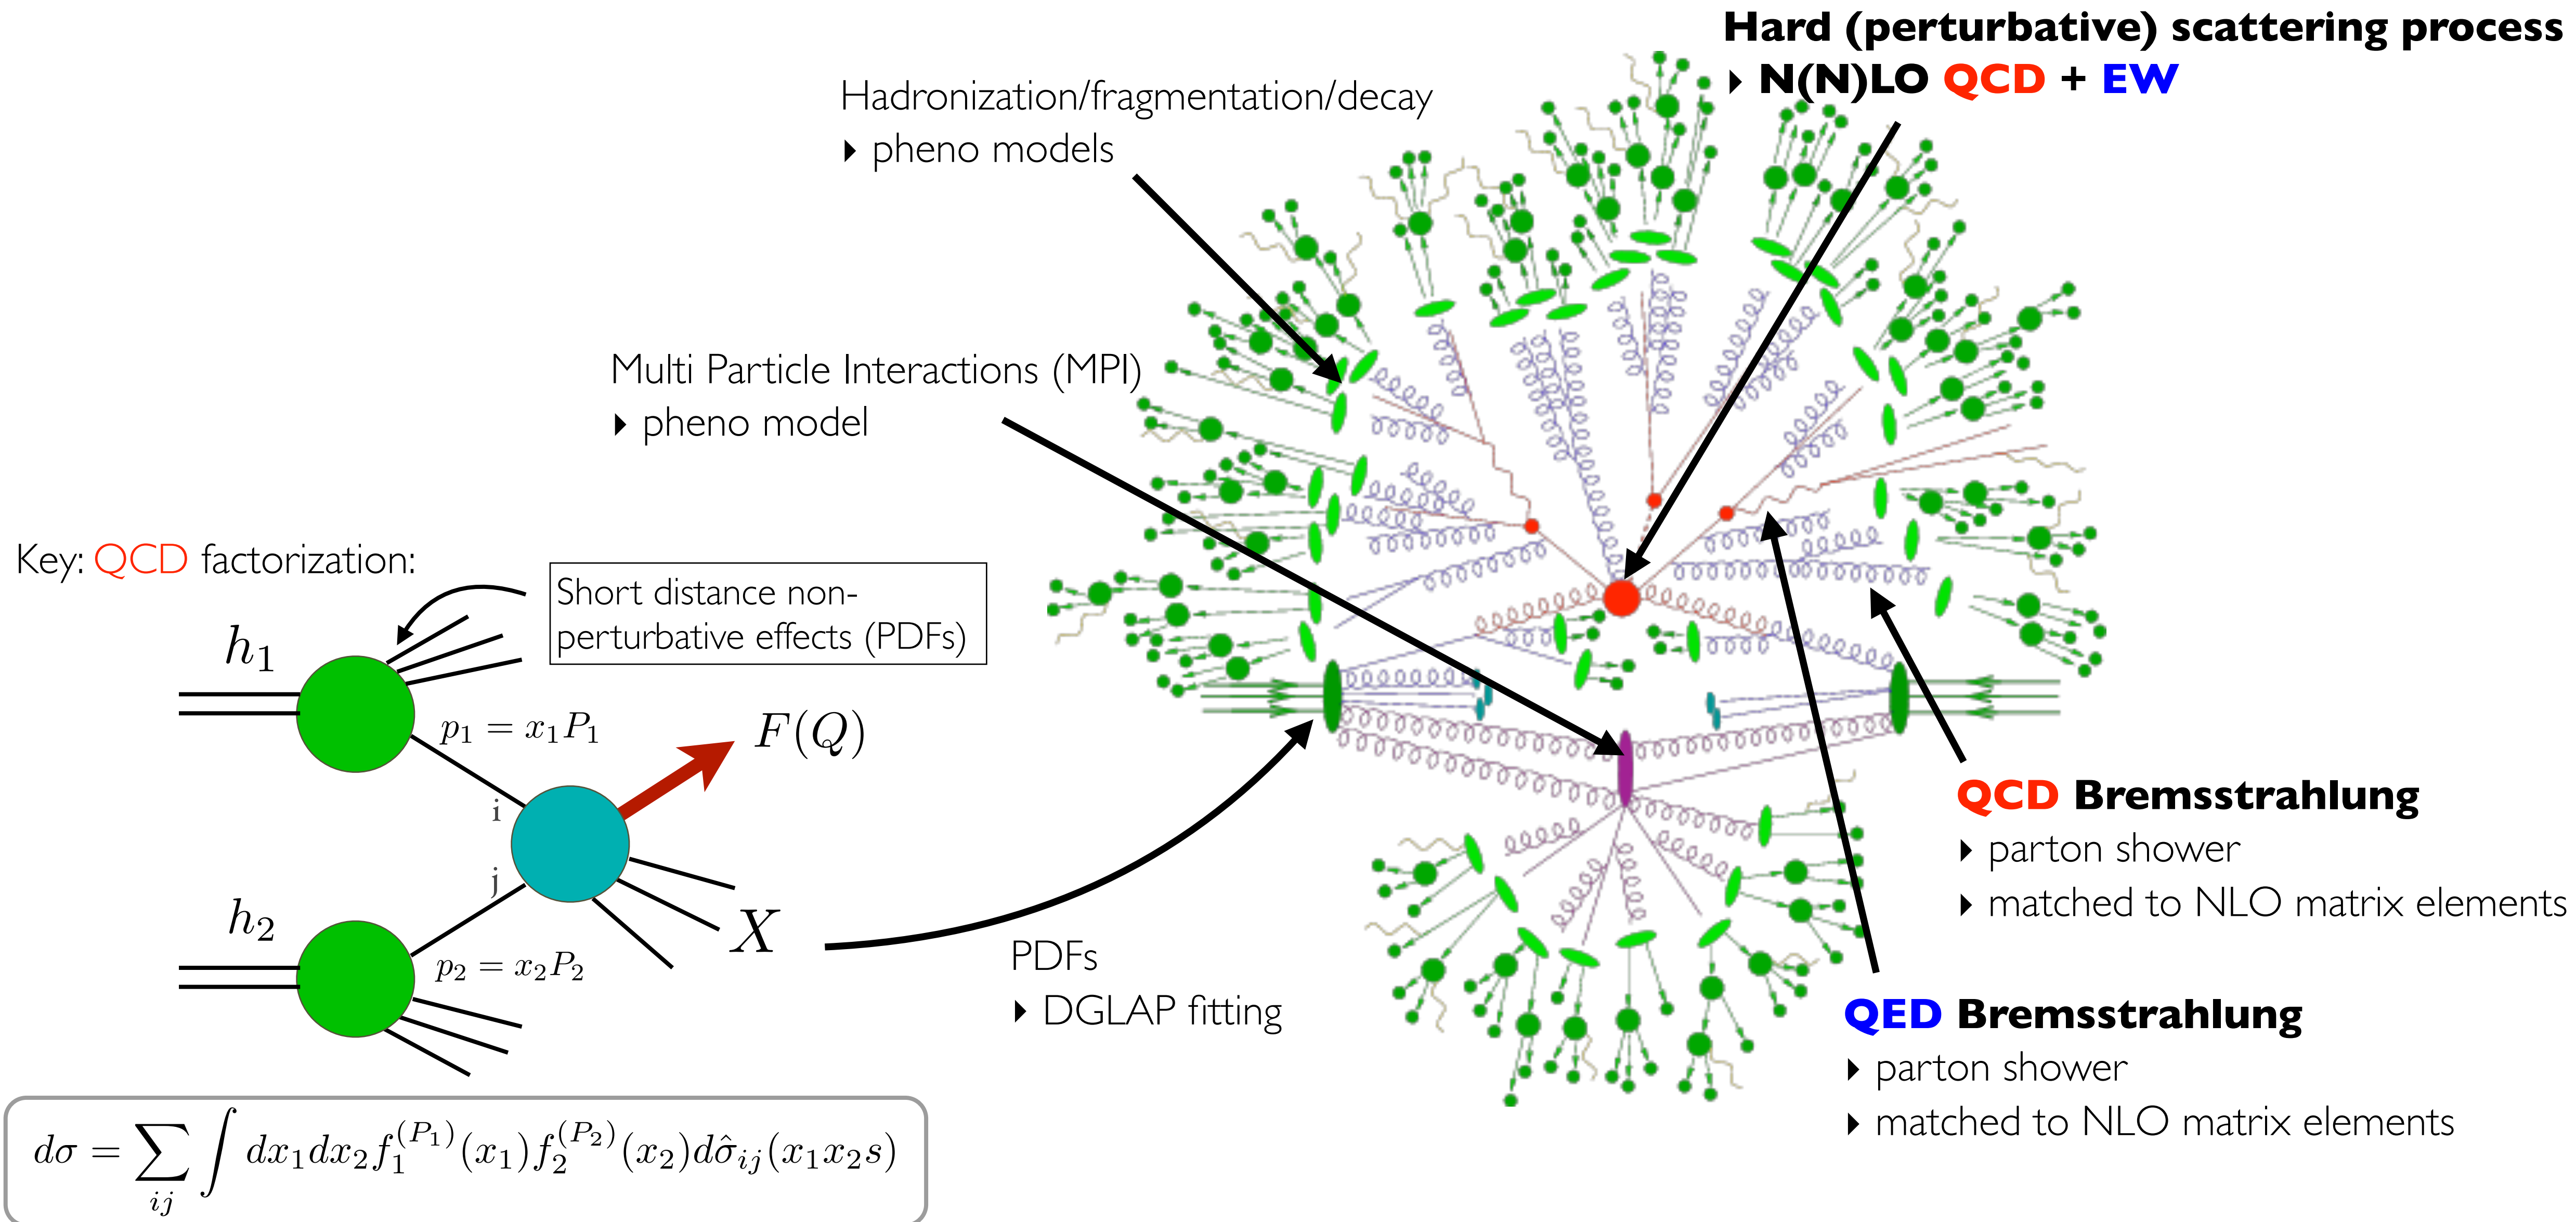 Hard (perturbative) scattering process
‣ N(N)LO QCD + EW
Hadronization/fragmentation/decay
‣ pheno models
Multi Particle Interactions (MPI)
‣ pheno model
Key: QCD factorization:
Short distance non-
perturbative effects (PDFs)
h₁
p₁ = x₁P₁
F(Q)
i
j
h₂
p₂ = x₂P₂
X
PDFs
‣ DGLAP fitting
QCD Bremsstrahlung
‣ parton shower
‣ matched to NLO matrix elements
QED Bremsstrahlung
‣ parton shower
‣ matched to NLO matrix elements
dσ = ∑_{ij} ∫ dx₁dx₂f₁^{(P₁)}(x₁)f₂^{(P₂)}(x₂)dσ̂_{ij}(x₁x₂s)